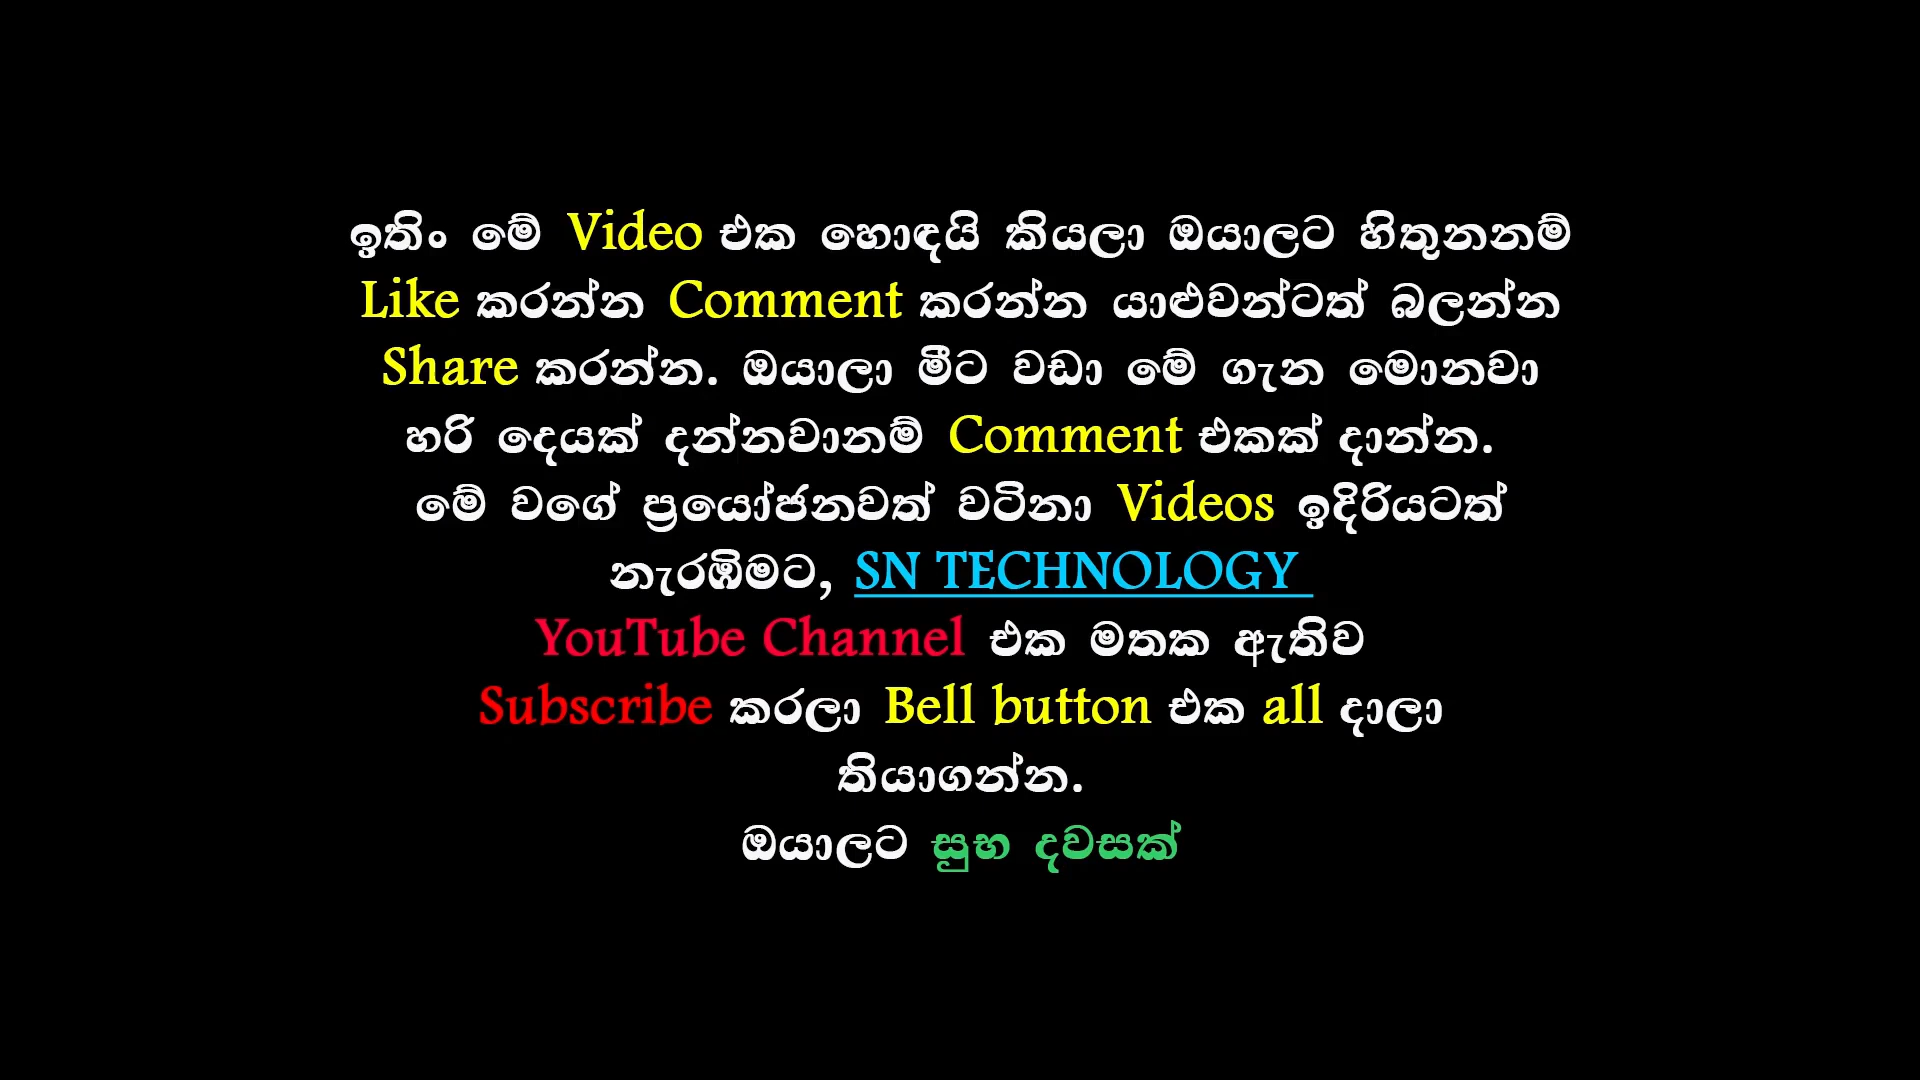 ඉතිං මේ Video එක හොඳයි කියලා ඔයාලට හිතුනනම්
Like කරන්න Comment කරන්න යාළුවන්ටත් බලන්න
Share කරන්න. ඔයාලා මීට වඩා මේ ගැන මොනවා
හරි දෙයක් දන්නවානම් Comment එකක් දාන්න.
මේ වගේ ප්‍රයෝජනවත් වටිනා Videos ඉදිරියටත්
නැරඹීමට, SN TECHNOLOGY
YouTube Channel එක මතක ඇතිව
Subscribe කරලා Bell button එක all දාලා
තියාගන්න.
ඔයාලට සුභ දවසක්